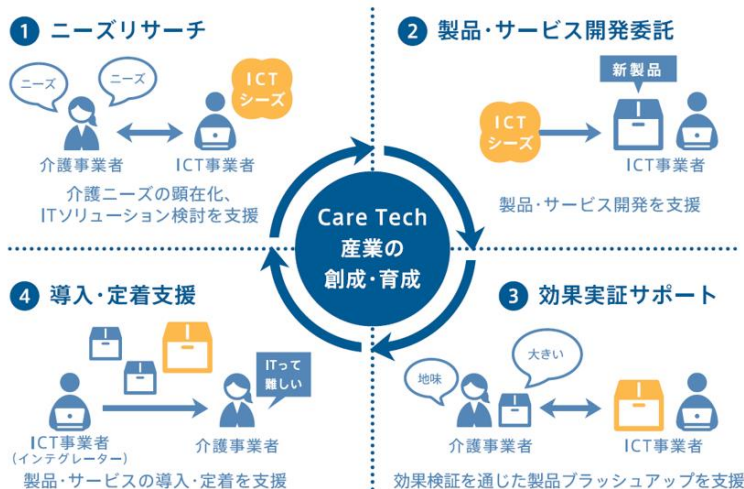 1 ニーズリサーチ
ニーズ
ニーズ
ICT
シーズ
介護事業者
ICT事業者
介護ニーズの顕在化、
ITソリューション検討を支援
2 製品・サービス開発委託
新製品
ICT
シーズ
ICT事業者
製品・サービス開発を支援
Care Tech
産業の
創成・育成
4 導入・定着支援
ITって
難しい
ICT事業者
(インテグレーター)
介護事業者
製品・サービスの導入・定着を支援
3 効果実証サポート
地味
大きい
介護事業者
ICT事業者
効果検証を通じた製品ブラッシュアップを支援